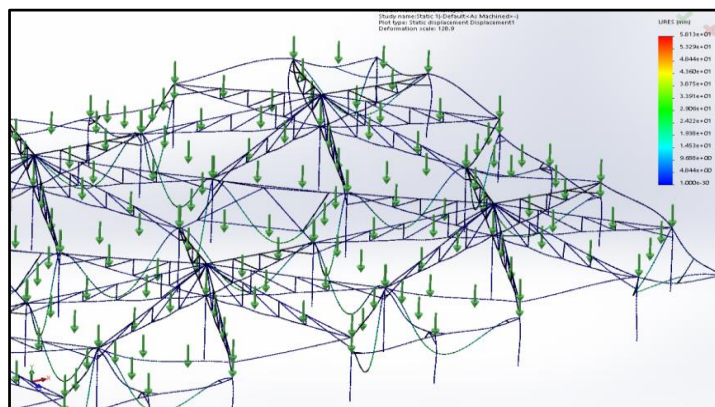 Study name:Static 1(-Default<As Machined>-)
Plot type: Static displacement Displacement1
Deformation scale: 128.9
URES (mm)
5.813e+01
5.329e+01
4.844e+01
4.360e+01
3.875e+01
3.391e+01
2.906e+01
2.422e+01
1.938e+01
1.453e+01
9.688e+00
4.844e+00
1.000e-30